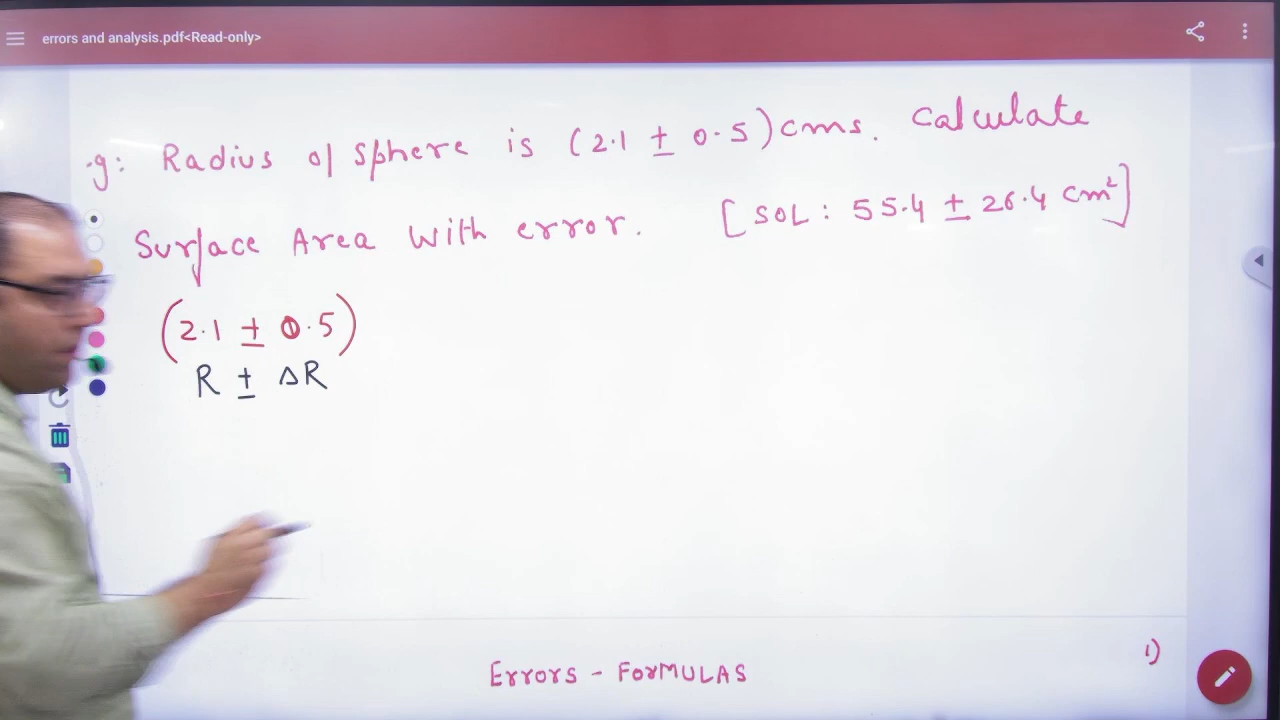 errors and analysis.pdf<Read-only>
.g: Radius of Sphere is (2.1 ± 0.5)cms. Calculate
Surface Area With error. [SOL: 55.4 ± 26.4 cm²]
(2.1 ± 0.5)
R ± ΔR
1)
Errors - FORMULAS